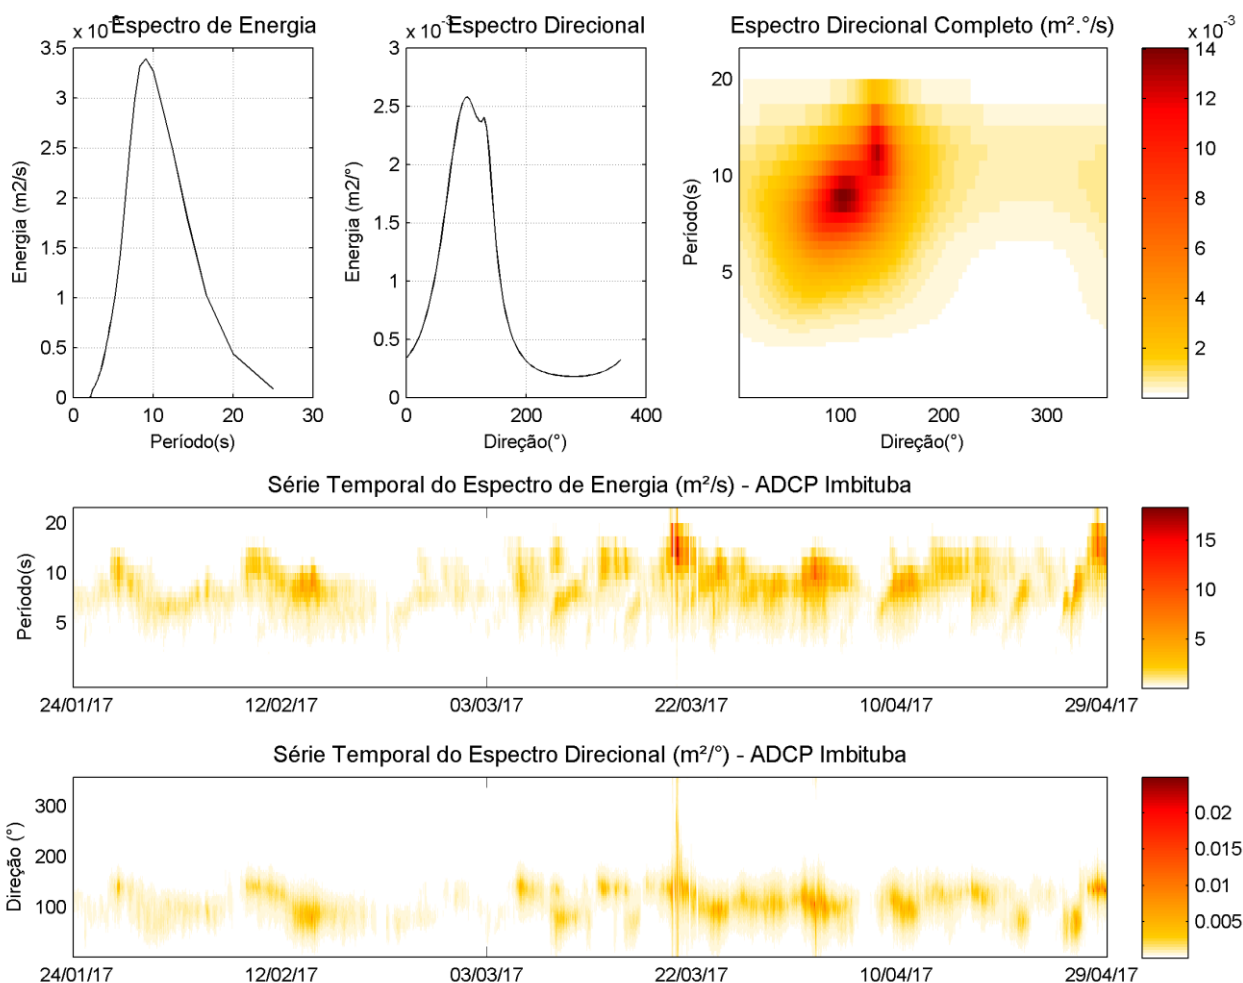 x 10 Espectro de Energia
Energia (m2/s)
3.5
3
2.5
2
1.5
1
0.5
0
0 10 20 30
Período(s)
x 10-3 Espectro Direcional
Energia (m2/°)
3
2.5
2
1.5
1
0.5
0
0 200 400
Direção(°)
Espectro Direcional Completo (m².°/s)
Período(s)
20
10
5
100 200 300
Direção(°)
x 10-3
14
12
10
8
6
4
2
Série Temporal do Espectro de Energia (m²/s) - ADCP Imbituba
Período(s)
20
10
5
24/01/17 12/02/17 03/03/17 22/03/17 10/04/17 29/04/17
15
10
5
Série Temporal do Espectro Direcional (m²/°) - ADCP Imbituba
Direção (°)
300
200
100
24/01/17 12/02/17 03/03/17 22/03/17 10/04/17 29/04/17
0.02
0.015
0.01
0.005